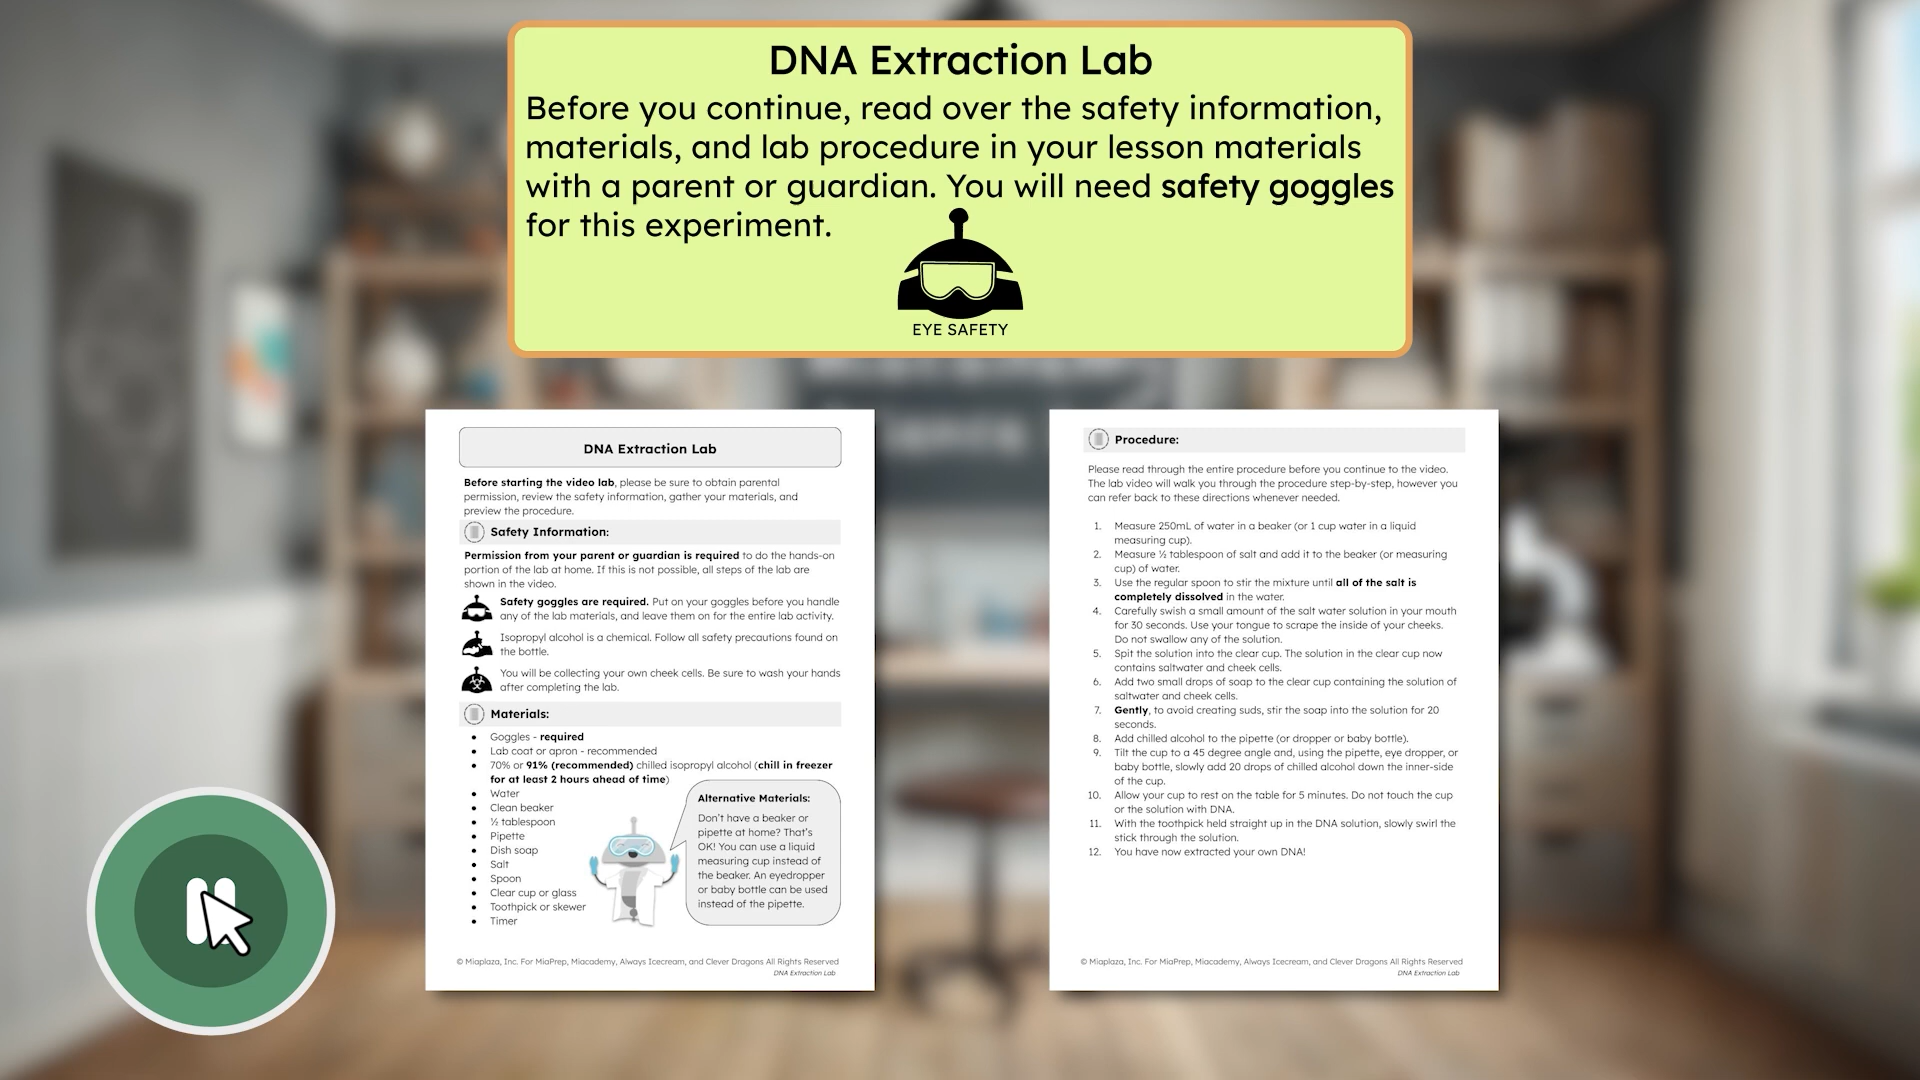 DNA Extraction Lab
Before you continue, read over the safety information,
materials, and lab procedure in your lesson materials
with a parent or guardian. You will need safety goggles
for this experiment.
EYE SAFETY
DNA Extraction Lab
Before starting the video lab, please be sure to obtain parental
permission, review the safety information, gather your materials, and
preview the procedure.
Safety Information:
Permission from your parent or guardian is required to do the hands-on
portion of the lab at home. If this is not possible, all steps of the lab are
shown in the video.
Safety goggles are required. Put on your goggles before you handle
any of the lab materials, and leave them on for the entire lab activity.
Isopropyl alcohol is a chemical. Follow all safety precautions found on
the bottle.
You will be collecting your own cheek cells. Be sure to wash your hands
after completing the lab.
Materials:
● Goggles - required
● Lab coat or apron - recommended
● 70% or 91% (recommended) chilled isopropyl alcohol (chill in freezer
for at least 2 hours ahead of time)
● Water
● Clean beaker
● ½ tablespoon
● Pipette
● Dish soap
● Salt
● Spoon
● Clear cup or glass
● Toothpick or skewer
● Timer
Alternative Materials:
Don't have a beaker or
pipette at home? That's
OK! You can use a liquid
measuring cup instead of
the beaker. An eyedropper
or baby bottle can be used
instead of the pipette.
© Miaplaza, Inc. For MiaPrep, Miacademy, Always Icecream, and Clever Dragons All Rights Reserved
DNA Extraction Lab
Procedure:
Please read through the entire procedure before you continue to the video.
The lab video will walk you through the procedure step-by-step, however you
can refer back to these directions whenever needed.
1. Measure 250mL of water in a beaker (or 1 cup water in a liquid
measuring cup).
2. Measure ½ tablespoon of salt and add it to the beaker (or measuring
cup) of water.
3. Use the regular spoon to stir the mixture until all of the salt is
completely dissolved in the water.
4. Carefully swish a small amount of the salt water solution in your mouth
for 30 seconds. Use your tongue to scrape the inside of your cheeks.
Do not swallow any of the solution.
5. Spit the solution into the clear cup. The solution in the clear cup now
contains saltwater and cheek cells.
6. Add two small drops of soap to the clear cup containing the solution of
saltwater and cheek cells.
7. Gently, to avoid creating suds, stir the soap into the solution for 20
seconds.
8. Add chilled alcohol to the pipette (or dropper or baby bottle).
9. Tilt the cup to a 45 degree angle and, using the pipette, eye dropper, or
baby bottle, slowly add 20 drops of chilled alcohol down the inner-side
of the cup.
10. Allow your cup to rest on the table for 5 minutes. Do not touch the cup
or the solution with DNA.
11. With the toothpick held straight up in the DNA solution, slowly swirl the
stick through the solution.
12. You have now extracted your own DNA!
© Miaplaza, Inc. For MiaPrep, Miacademy, Always Icecream, and Clever Dragons All Rights Reserved
DNA Extraction Lab